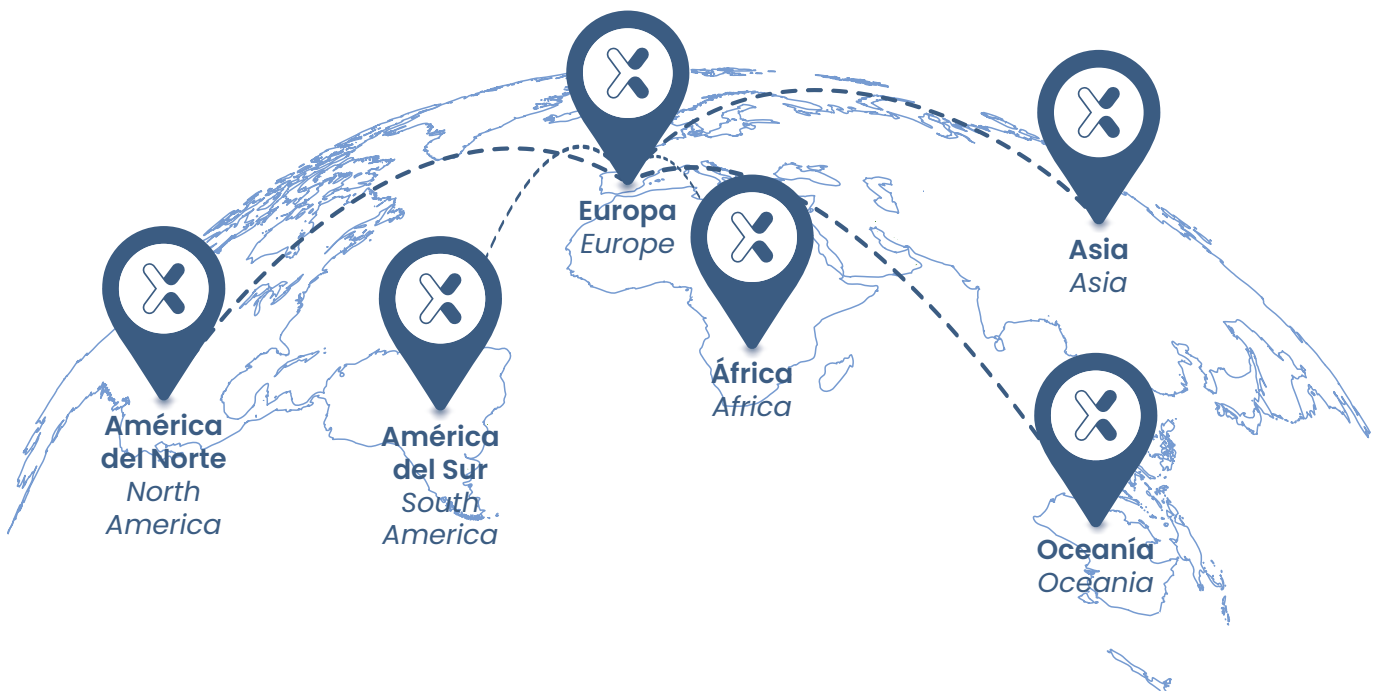 Europa
Europe
Asia
Asia
África
Africa
América
del Norte
North
America
América
del Sur
South
America
Oceanía
Oceania